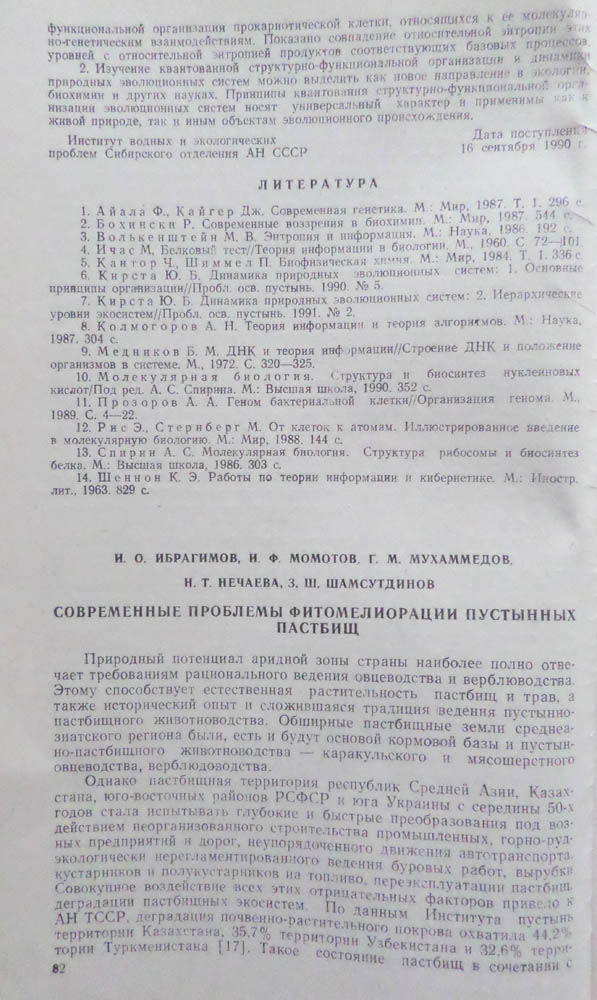 функциональной организации прокариотической клетки, относящихся к ее молекуляр-
но-генетическим взаимодействиям. Показано совпадение относительной энтропии этих
уровней с относительной энтропией продуктов соответствующих базовых процессов.
2. Изучение квантованной структурно-функциональной организации и динамики
природных эволюционных систем можно выделить как новое направление в экологии,
биохимии и других науках. Принципы квантования структурно-функциональной орга-
низации эволюционных систем носят универсальный характер и применимы как к
живой природе, так и иным объектам эволюционного происхождения.
Институт водных и экологических
проблем Сибирского отделения АН СССР
Дата поступления
16 сентября 1990 г.
ЛИТЕРАТУРА
1. Айала Ф., Кайгер Дж. Современная генетика. М.: Мир, 1987. Т. 1. 296 с.
2. Бохински Р. Современные воззрения в биохимии. М.: Мир, 1987. 544 с.
3. Волькенштейн М. В. Энтропия и информация. М.: Наука, 1986. 192 с.
4. Ичас М. Белковый тест//Теория информации в биологии. М., 1960. С. 72—101.
5. Кантор Ч., Шиммел П. Биофизическая химия. М.: Мир, 1984. Т. 1. 336 с.
6. Кирста Ю. Б. Динамика природных эволюционных систем: 1. Основные
принципы организации//Пробл. осв. пустынь. 1990. № 5.
7. Кирста Ю. Б. Динамика природных эволюционных систем: 2. Иерархические
уровни экосистем//Пробл. осв. пустынь. 1991. № 2.
8. Колмогоров А. Н. Теория информации и теория алгоритмов. М.: Наука,
1987. 304 с.
9. Медников Б. М. ДНК и теория информации//Строение ДНК и положение
организмов в системе. М., 1972. С. 320—325.
10. Молекулярная биология. Структура и биосинтез нуклеиновых
кислот/Под ред. А. С. Спирина. М.: Высшая школа, 1990. 352 с.
11. Прозоров А. А. Геном бактериальной клетки//Организация генома. М.,
1989. С. 4—22.
12. Рис Э., Стернберг М. От клеток к атомам. Иллюстрированное введение
в молекулярную биологию. М.: Мир, 1988. 144 с.
13. Спирин А. С. Молекулярная биология. Структура рибосомы и биосинтез
белка. М.: Высшая школа, 1986. 303 с.
14. Шеннон К. Э. Работы по теории информации и кибернетике. М.: Иностр.
лит., 1963. 829 с.
И. О. ИБРАГИМОВ, И. Ф. МОМОТОВ, Г. М. МУХАММЕДОВ,
Н. Т. НЕЧАЕВА, З. Ш. ШАМСУТДИНОВ
СОВРЕМЕННЫЕ ПРОБЛЕМЫ ФИТОМЕЛИОРАЦИИ ПУСТЫННЫХ
ПАСТБИЩ
Природный потенциал аридной зоны страны наиболее полно отве-
чает требованиям рационального ведения овцеводства и верблюводства.
Этому способствует естественная растительность пастбищ и трав, а
также исторический опыт и сложившаяся традиция ведения пустынно-
пастбищного животноводства. Обширные пастбищные земли среднеа-
зиатского региона были, есть и будут основой кормовой базы и пустын-
но-пастбищного животноводства — каракульского и мясошерстного
овцеводства, верблюдоводства.
Однако пастбищная территория республик Средней Азии, Казах-
стана, юго-восточных районов РСФСР и юга Украины с середины 50-х
годов стала испытывать глубокие и быстрые преобразования под воз-
действием неорганизованного строительства промышленных, горно-руд-
ных предприятий и дорог, неупорядоченного движения автотранспорта,
экологически нерегламентированного ведения буровых работ, вырубки
кустарников и полукустарников на топливо, переэксплуатации пастбищ.
Совокупное воздействие всех этих отрицательных факторов привело к
деградации пастбищных экосистем. По данным Института пустынь
АН ТССР, деградация почвенно-растительного покрова охватила 44,2%
территории Казахстана, 35,7% территории Узбекистана и 32,6% терри-
тории Туркменистана [17]. Такое состояние пастбищ в сочетании с
82